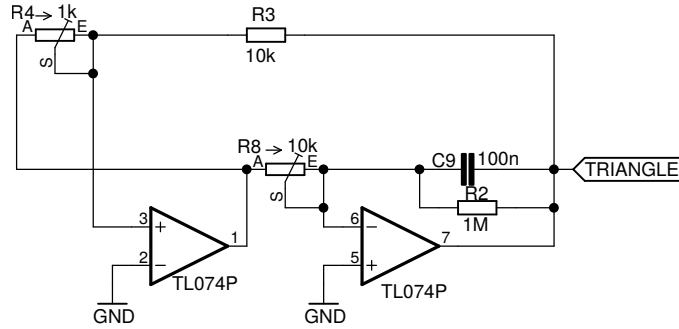 R4 → 1k
A E
S
R3
10k
R8 → 10k
A E
S
C9 100n
R2
1M
TRIANGLE
3 +
2 −
1
TL074P
GND
6 −
5 +
7
TL074P
GND